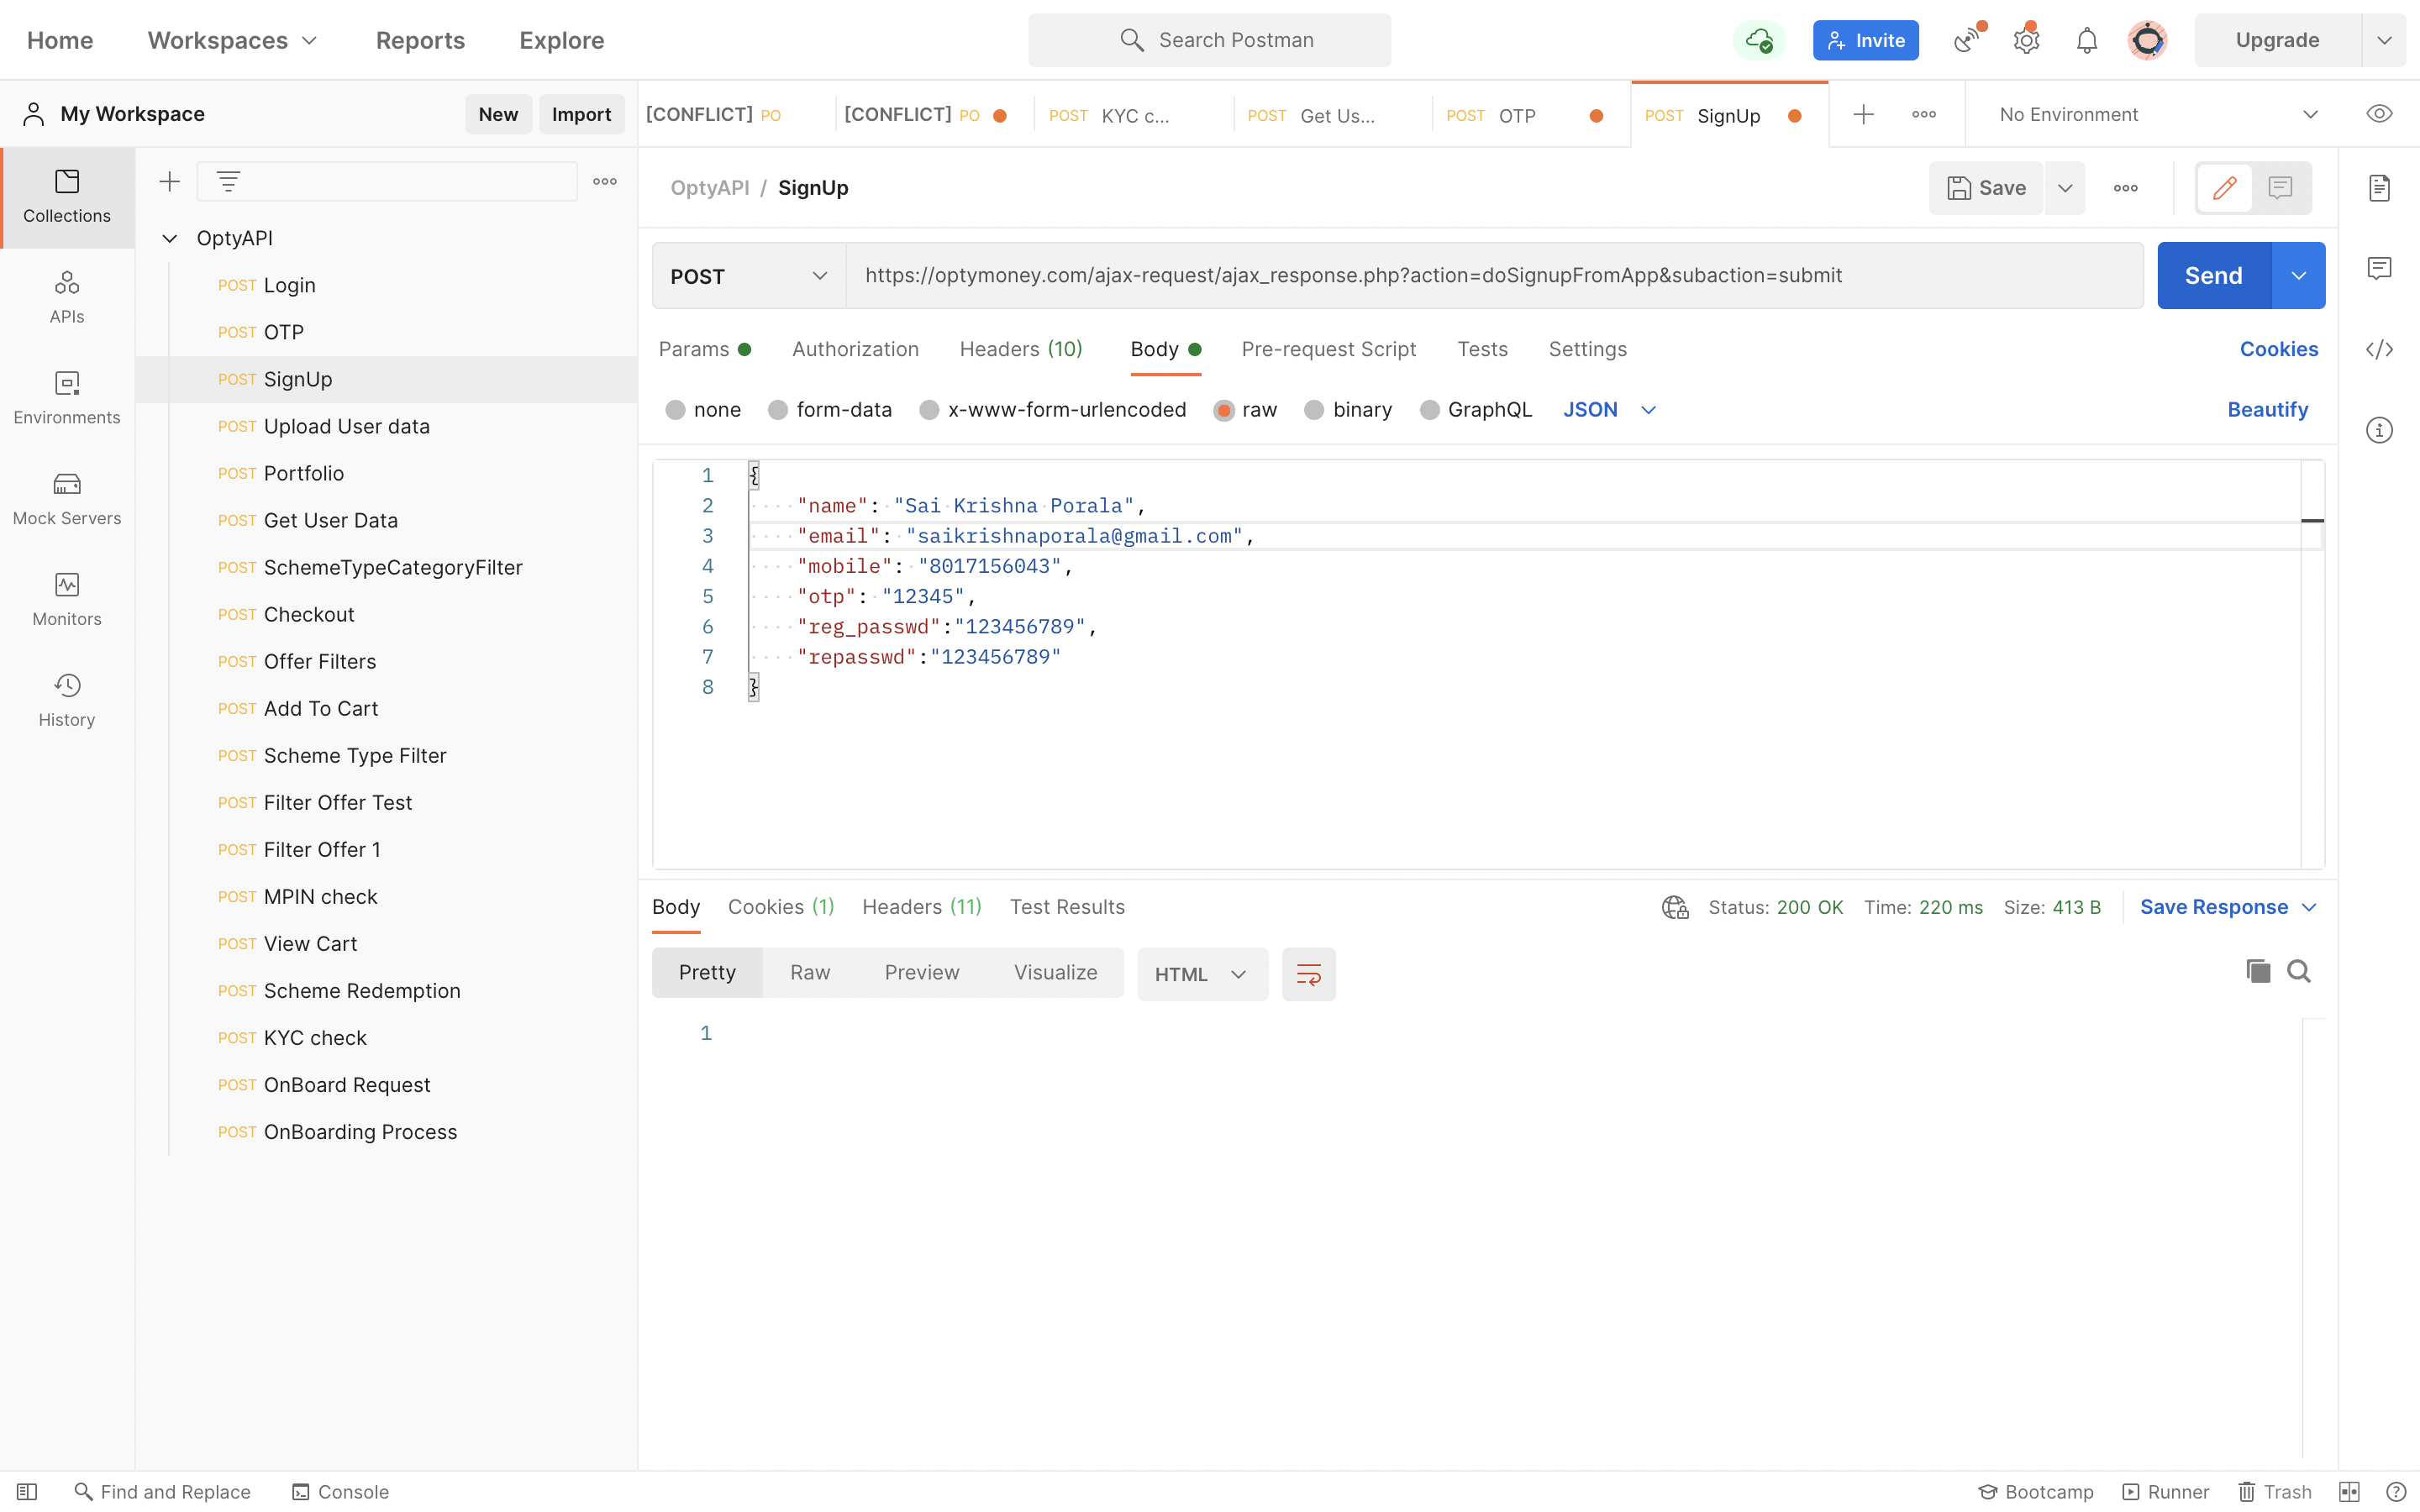 Home Workspaces Reports Explore Search Postman Invite Upgrade
My Workspace New Import [CONFLICT] PO [CONFLICT] PO POST KYC c... POST Get Us... POST OTP POST SignUp No Environment
OptyAPI / SignUp Save
Collections
APIs
Environments
Mock Servers
Monitors
History
OptyAPI
POST Login
POST OTP
POST SignUp
POST Upload User data
POST Portfolio
POST Get User Data
POST SchemeTypeCategoryFilter
POST Checkout
POST Offer Filters
POST Add To Cart
POST Scheme Type Filter
POST Filter Offer Test
POST Filter Offer 1
POST MPIN check
POST View Cart
POST Scheme Redemption
POST KYC check
POST OnBoard Request
POST OnBoarding Process
POST https://optymoney.com/ajax-request/ajax_response.php?action=doSignupFromApp&subaction=submit Send
Params Authorization Headers (10) Body Pre-request Script Tests Settings Cookies
none form-data x-www-form-urlencoded raw binary GraphQL JSON Beautify
1 {
2 "name": "Sai Krishna Porala",
3 "email": "saikrishnaporala@gmail.com",
4 "mobile": "8017156043",
5 "otp": "12345",
6 "reg_passwd":"123456789",
7 "repasswd":"123456789"
8 }
Body Cookies (1) Headers (11) Test Results Status: 200 OK Time: 220 ms Size: 413 B Save Response
Pretty Raw Preview Visualize HTML
1
Find and Replace Console Bootcamp Runner Trash